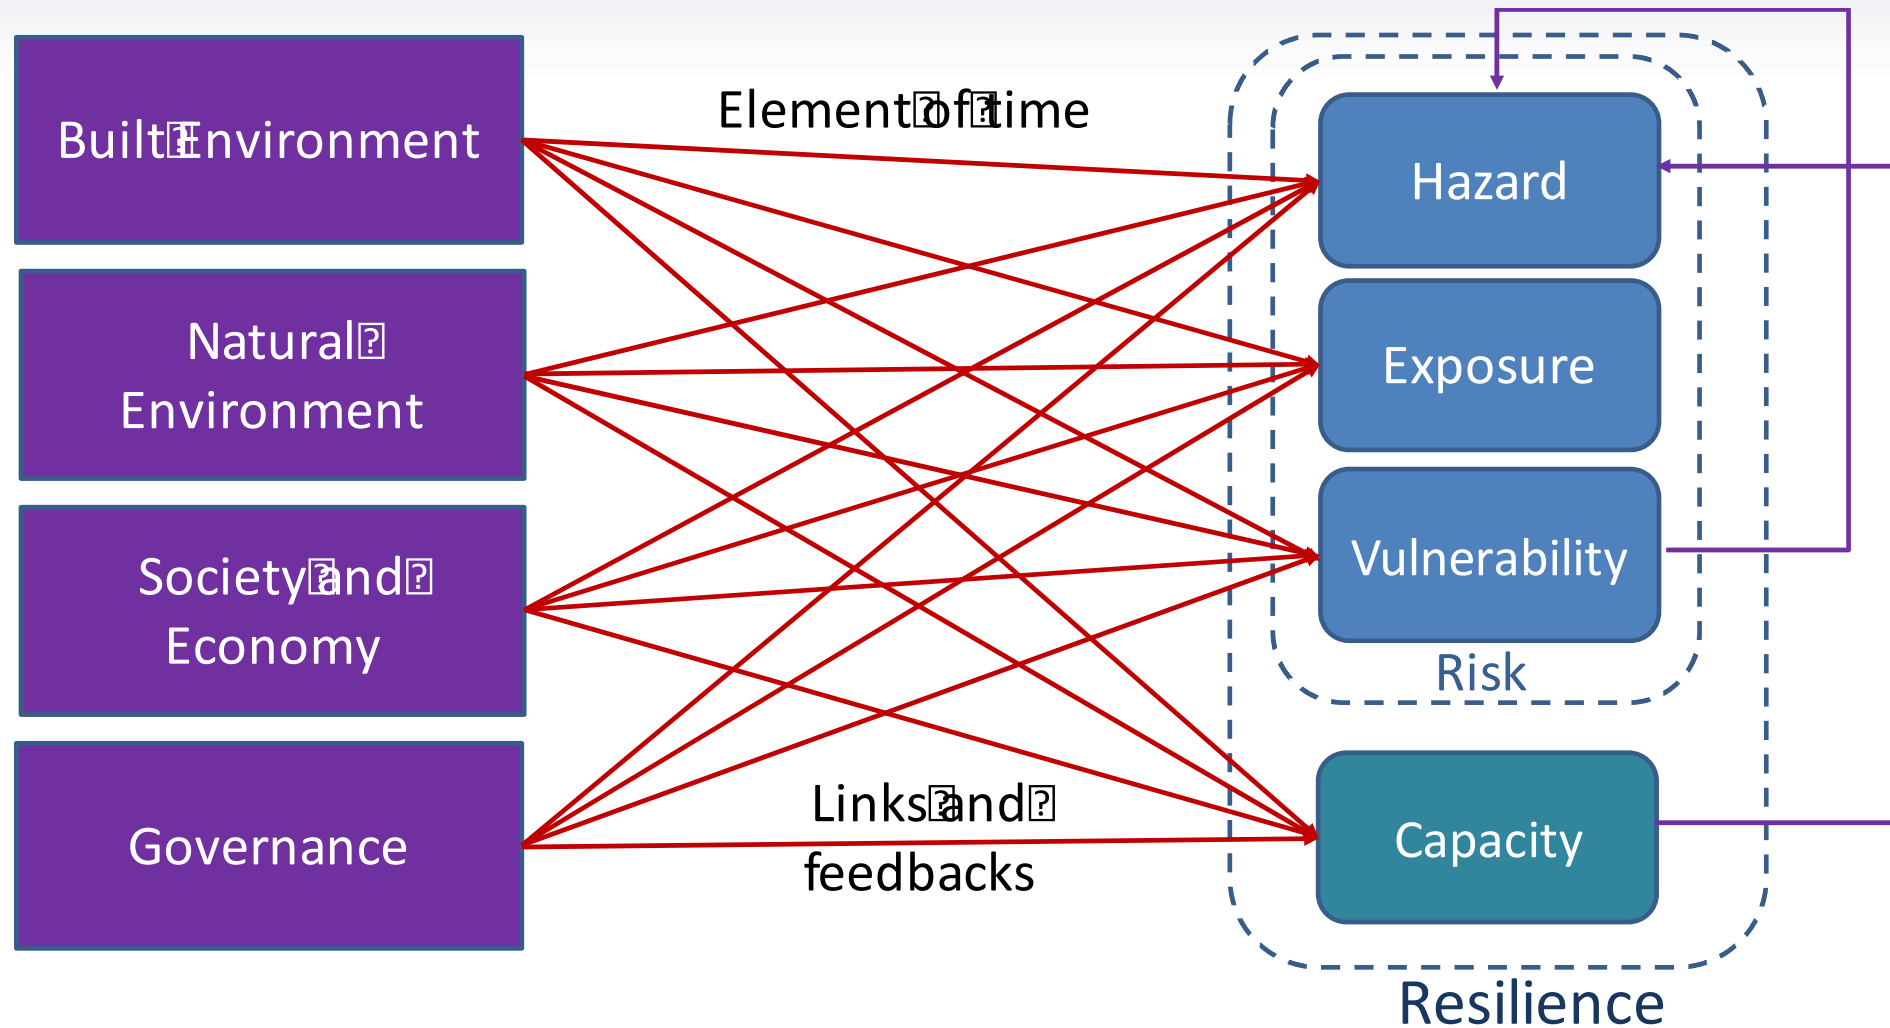 Built Environment
Element of time
Hazard
Natural
Environment
Exposure
Society and
Economy
Vulnerability
Risk
Governance
Links and
feedbacks
Capacity
Resilience